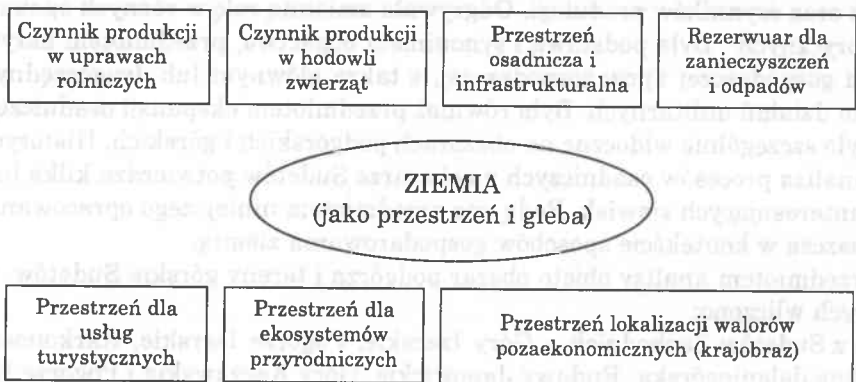 Czynnik produkcji
w uprawach
rolniczych
Czynnik produkcji
w hodowli
zwierząt
Przestrzeń
osadnicza i
infrastrukturalna
Rezerwuar dla
zanieczyszczeń
i odpadów
ZIEMIA
(jako przestrzeń i gleba)
Przestrzeń dla
usług
turystycznych
Przestrzeń dla
ekosystemów
przyrodniczych
Przestrzeń lokalizacji walorów
pozaekonomicznych (krajobraz)